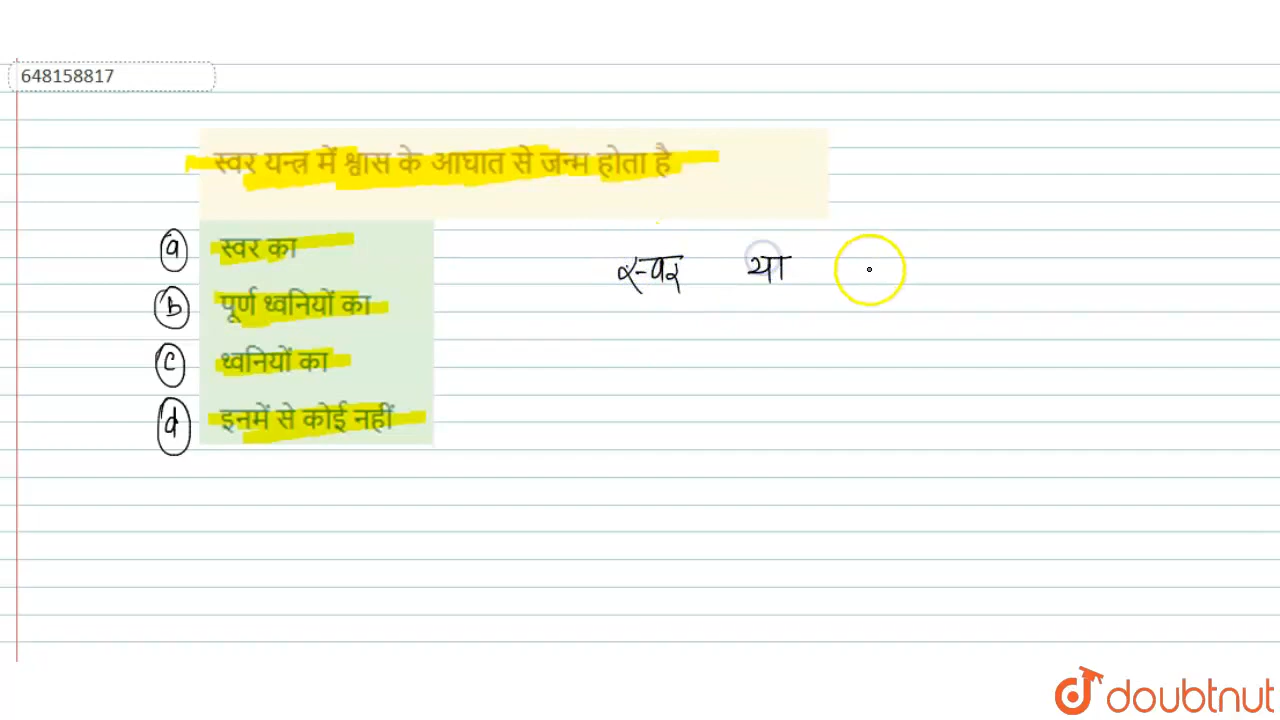 648158817
स्वर यन्त्र में श्वास के आघात से जन्म होता है
a स्वर का
b पूर्ण ध्वनियों का
c ध्वनियों का
d इनमें से कोई नहीं
स्वर या
doubtnut